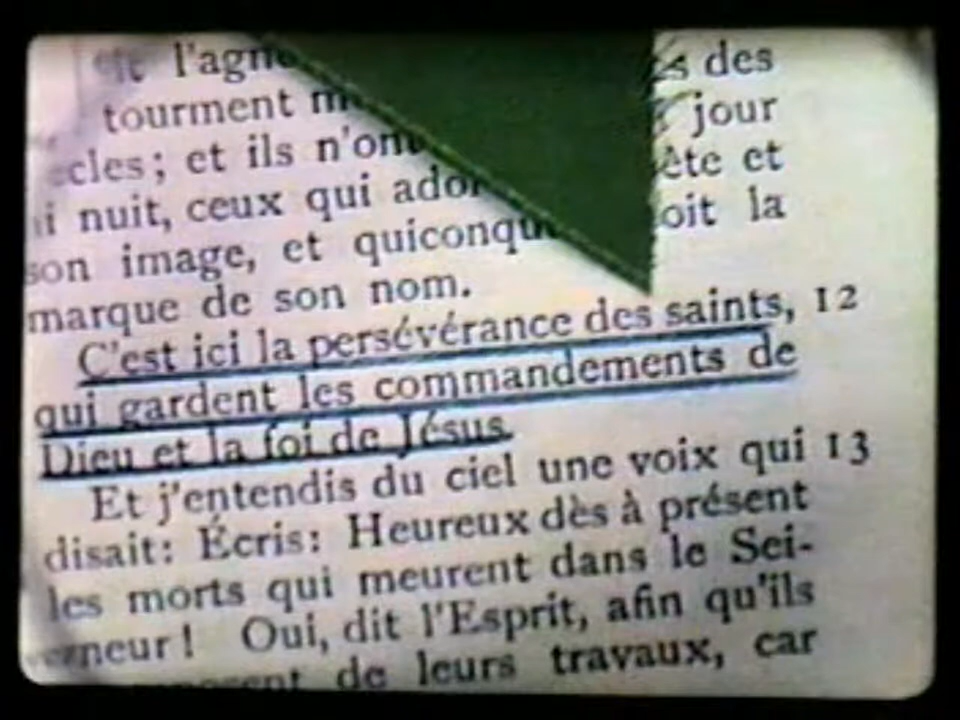 l'agn des
tourment m jour
cles; et ils n'ont ète et
i nuit, ceux qui ador oit la
son image, et quiconqu
marque de son nom.
C'est ici la persévérance des saints, 12
qui gardent les commandements de
Dieu et la foi de Jésus.
Et j'entendis du ciel une voix qui 13
disait: Écris: Heureux dès à présent
les morts qui meurent dans le Sei-
gneur! Oui, dit l'Esprit, afin qu'ils
de leurs travaux, car